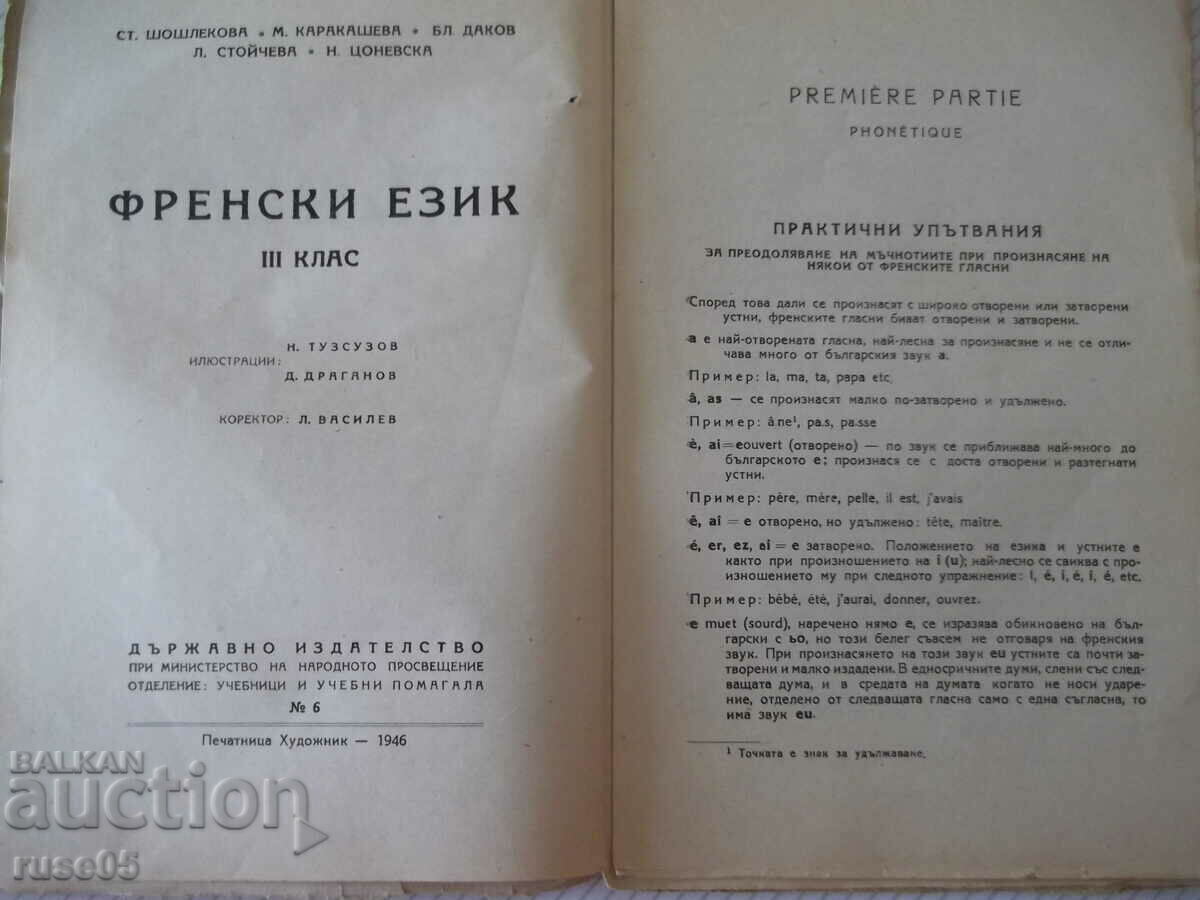 СТ. ШОШЛЕКОВА • М. КАРАКАШЕВА • БЛ. ДАКОВ
Л. СТОЙЧЕВА • Н. ЦОНЕВСКА
ФРЕНСКИ ЕЗИК
III КЛАС
Н. ТУЗСУЗОВ
ИЛЮСТРАЦИИ:
Д. ДРАГАНОВ
КОРЕКТОР: Л. ВАСИЛЕВ
ДЪРЖАВНО ИЗДАТЕЛСТВО
ПРИ МИНИСТЕРСТВО НА НАРОДНОТО ПРОСВЕЩЕНИЕ
ОТДЕЛЕНИЕ: УЧЕБНИЦИ И УЧЕБНИ ПОМАГАЛА
№ 6
Печатница Художник — 1946
PREMIÈRE PARTIE
PHONÉTIQUE
ПРАКТИЧНИ УПЪТВАНИЯ
ЗА ПРЕОДОЛЯВАНЕ НА МЪЧНОТИИТЕ ПРИ ПРОИЗНАСЯНЕ НА
НЯКОИ ОТ ФРЕНСКИТЕ ГЛАСНИ
Според това дали се произнасят с широко отворени или затворени
устни, френските гласни биват отворени и затворени.
а е най-отворената гласна, най-лесна за произнасяне и не се отли-
чава много от българския звук а.
Пример: la, ma, ta, papa etc.
â, as — се произнасят малко по-затворено и удължено.
Пример: âne¹, pa.s, pa.sse
è, ai=eouvert (отворено) — по звук се приближава най-много до
българското е; произнася се с доста отворени и разтегнати
устни.
Пример: père, mère, pelle, il est, j'avais
ê, aî = е отворено, но удължено: tête, maître.
é, er, ez, ai = е затворено. Положението на езика и устните е
както при произношението на i (и); най-лесно се свиква с про-
изношението му при следното упражнение: i, é, i, é, i, é, etc.
Пример: bébé, été, j'aurai, donner, ouvrez.
e muet (sourd), наречено нямо е, се изразява обикновено на бъл-
гарски с ьо, но този белег съвсем не отговаря на френския
звук. При произнасянето на този звук eu устните са почти за-
творени и малко издадени. В едносричните думи, слени със след-
ващата дума, и в средата на думата когато не носи ударе-
ние, отделено от следващата гласна само с една съгласна, то
има звук eu.
¹ Точката е знак за удължаване.
BALKAN
auction
ruse05